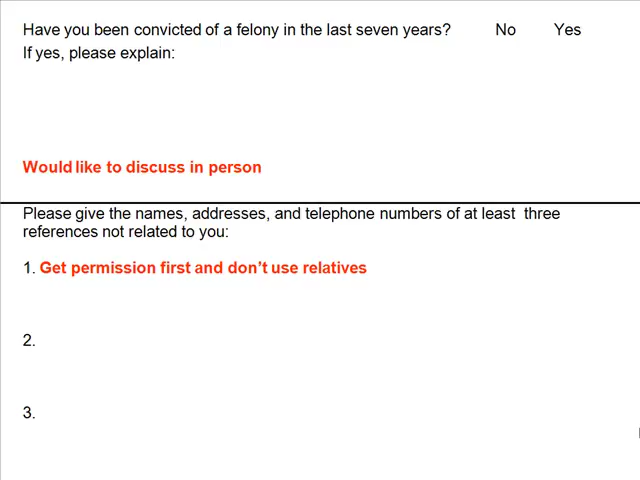 Have you been convicted of a felony in the last seven years? No Yes
If yes, please explain:
Would like to discuss in person
Please give the names, addresses, and telephone numbers of at least three
references not related to you:
1. Get permission first and don't use relatives
2.
3.